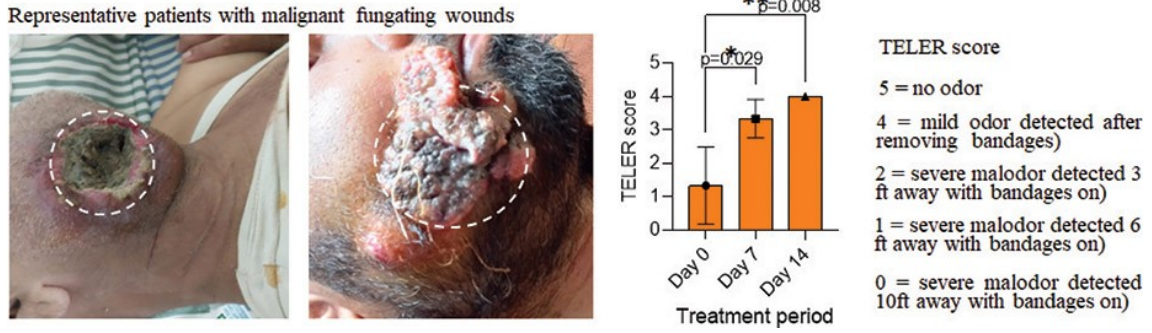 Representative patients with malignant fungating wounds
**
p=0.008
*
p=0.029
5
4
3
2
1
0
TELER score
Day 0
Day 7
Day 14
Treatment period
TELER score
5 = no odor
4 = mild odor detected after
removing bandages)
2 = severe malodor detected 3
ft away with bandages on)
1 = severe malodor detected 6
ft away with bandages on)
0 = severe malodor detected
10ft away with bandages on)